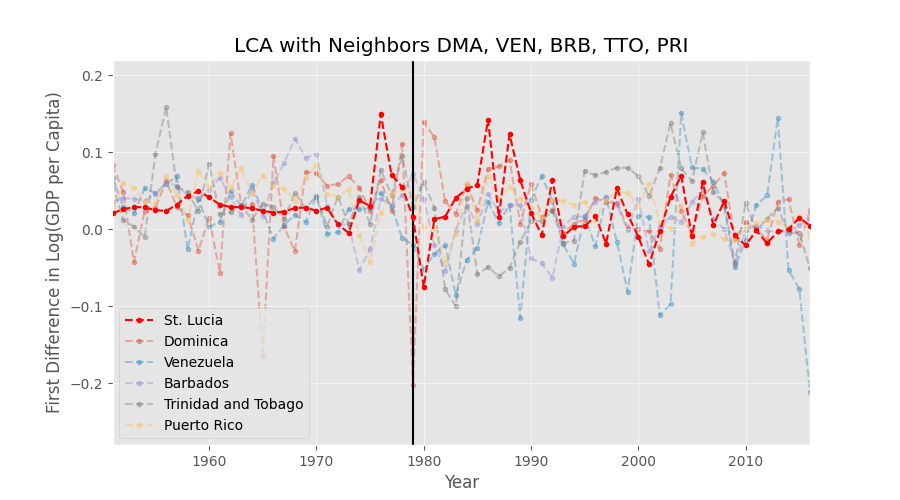 LCA with Neighbors DMA, VEN, BRB, TTO, PRI
First Difference in Log(GDP per Capita)
0.2
0.1
0.0
−0.1
−0.2
St. Lucia
Dominica
Venezuela
Barbados
Trinidad and Tobago
Puerto Rico
1960 1970 1980 1990 2000 2010
Year